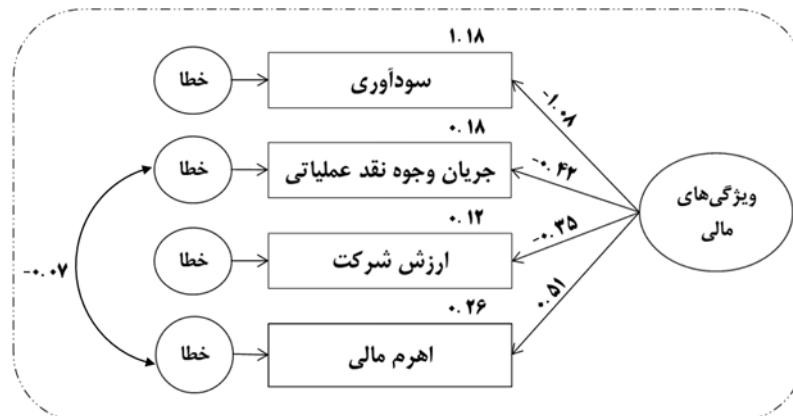 ۱.۱۸
سودآوری
خطا
-۱.۰۸
۰.۱۸
جریان وجوه نقد عملیاتی
خطا
-۰.۴۲
ویژگی‌های
مالی
۰.۱۲
ارزش شرکت
خطا
-۰.۳۵
-۰.۰۷
۰.۲۶
اهرم مالی
خطا
۰.۵۱